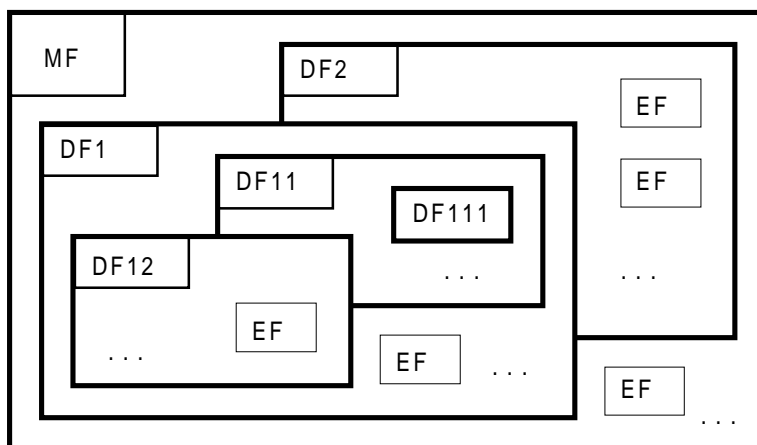 MF
DF2
EF
DF1
DF11
EF
DF111
DF12
. . .
. . .
EF
. . .
EF
. . .
EF
. . .